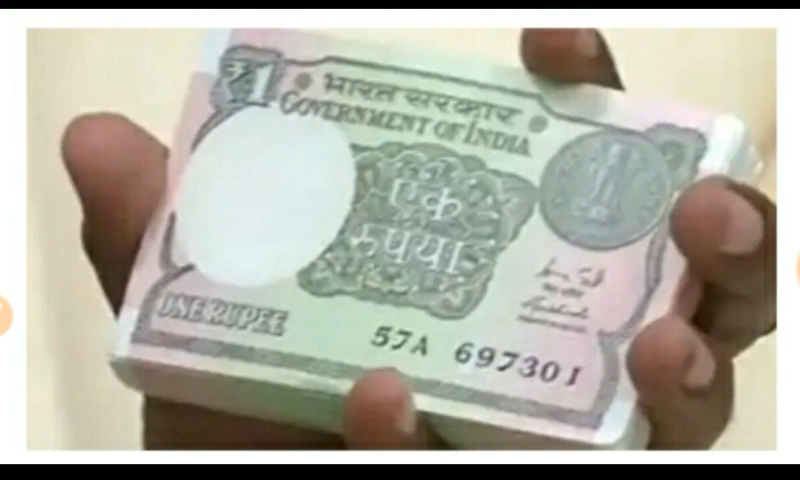 ₹1
भारत सरकार
GOVERNMENT OF INDIA
एक
रुपया
ONE RUPEE
57A 697301